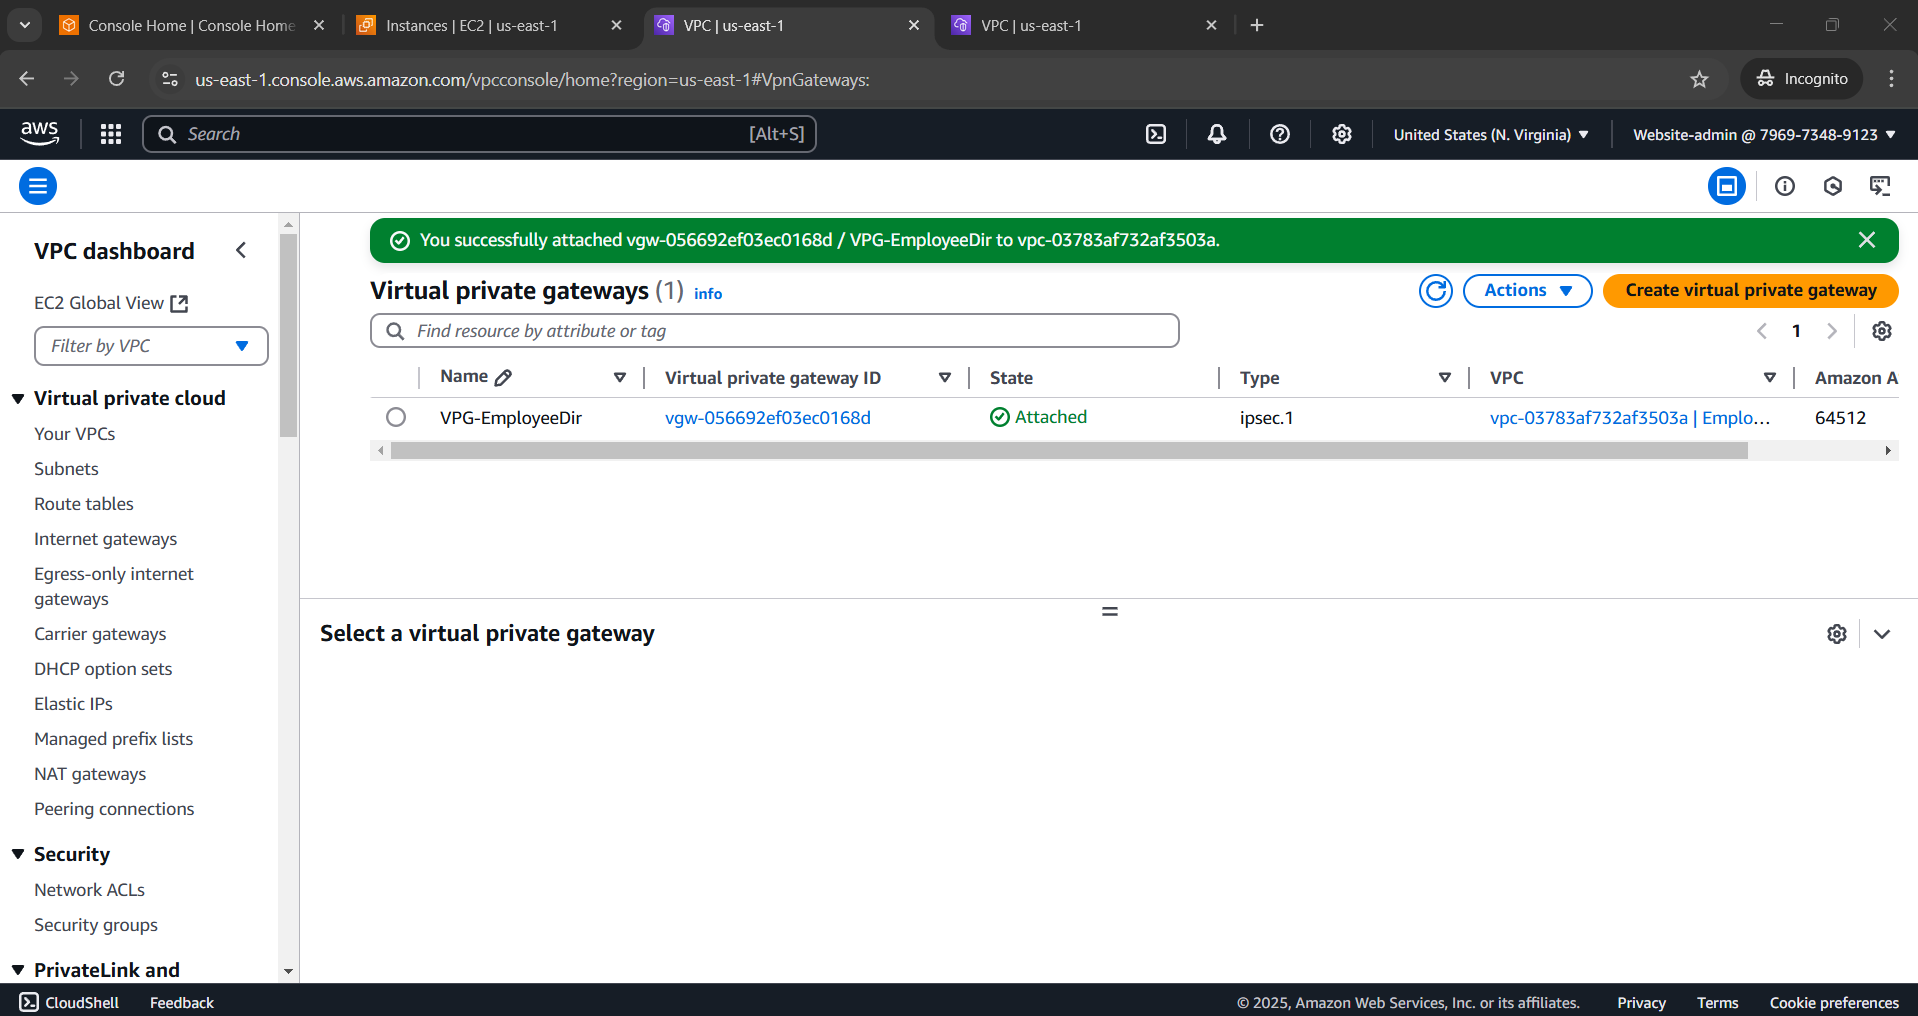 Console Home | Console Home
Instances | EC2 | us-east-1
VPC | us-east-1
VPC | us-east-1
us-east-1.console.aws.amazon.com/vpcconsole/home?region=us-east-1#VpnGateways:
Incognito
aws
Search
[Alt+S]
United States (N. Virginia)
Website-admin @ 7969-7348-9123
VPC dashboard
EC2 Global View
Filter by VPC
Virtual private cloud
Your VPCs
Subnets
Route tables
Internet gateways
Egress-only internet
gateways
Carrier gateways
DHCP option sets
Elastic IPs
Managed prefix lists
NAT gateways
Peering connections
Security
Network ACLs
Security groups
PrivateLink and
You successfully attached vgw-056692ef03ec0168d / VPG-EmployeeDir to vpc-03783af732af3503a.
Virtual private gateways (1) info
Actions
Create virtual private gateway
Find resource by attribute or tag
1
Name Virtual private gateway ID State Type VPC Amazon A
VPG-EmployeeDir vgw-056692ef03ec0168d Attached ipsec.1 vpc-03783af732af3503a | Emplo... 64512
Select a virtual private gateway
CloudShell Feedback © 2025, Amazon Web Services, Inc. or its affiliates. Privacy Terms Cookie preferences